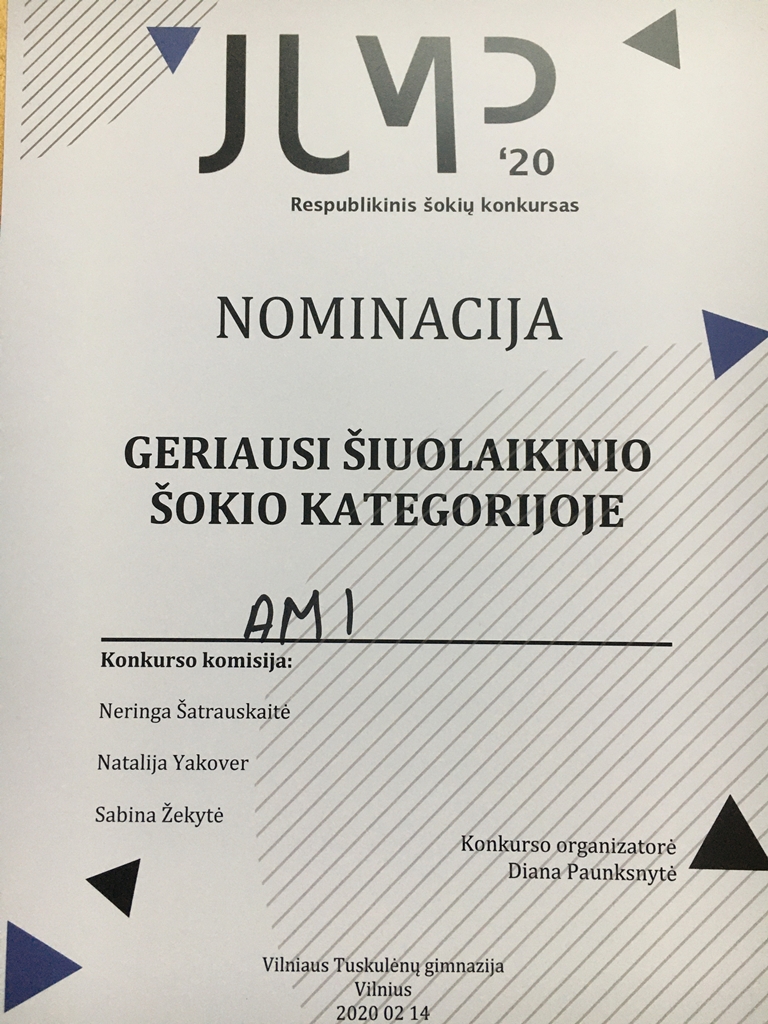 JUMP
‘20
Respublikinis šokių konkursas
NOMINACIJA
GERIAUSI ŠIUOLAIKINIO
ŠOKIO KATEGORIJOJE
AMI
Konkurso komisija:
Neringa Šatrauskaitė
Natalija Yakover
Sabina Žekytė
Konkurso organizatorė
Diana Paunksnytė
Vilniaus Tuskulėnų gimnazija
Vilnius
2020 02 14